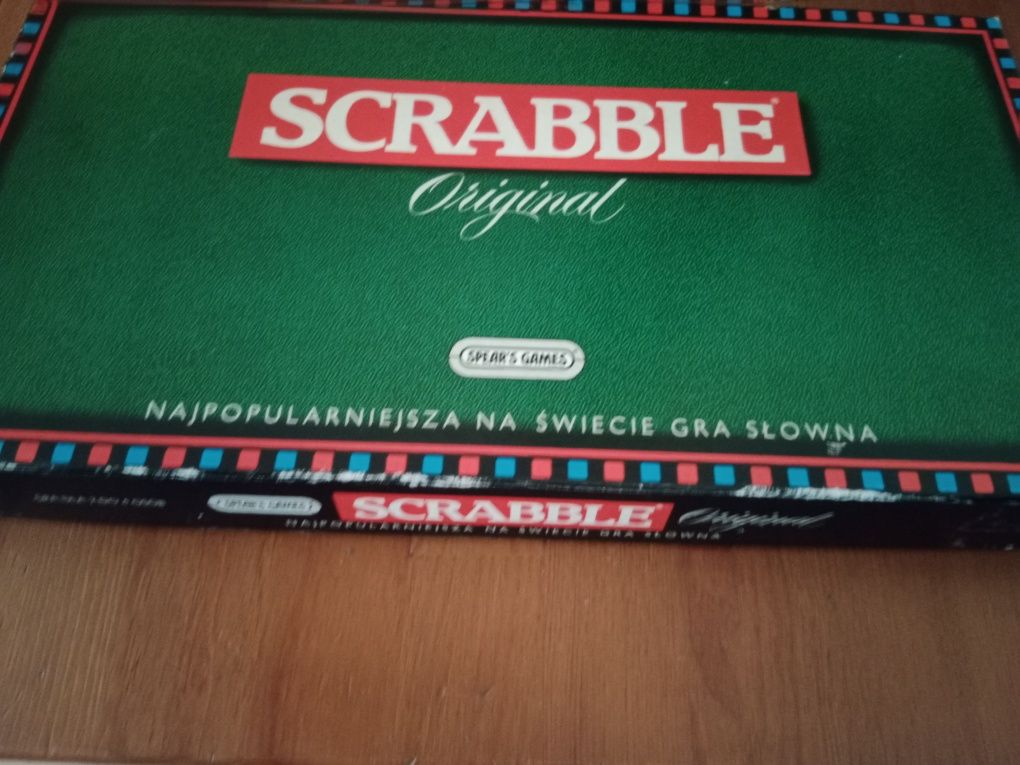 SCRABBLE
Original
SPEAR'S GAMES
NAJPOPULARNIEJSZA NA ŚWIECIE GRA SŁOWNA
SPEAR'S GAMES
SCRABBLE
Original
NAJPOPULARNIEJSZA NA ŚWIECIE GRA SŁOWNA